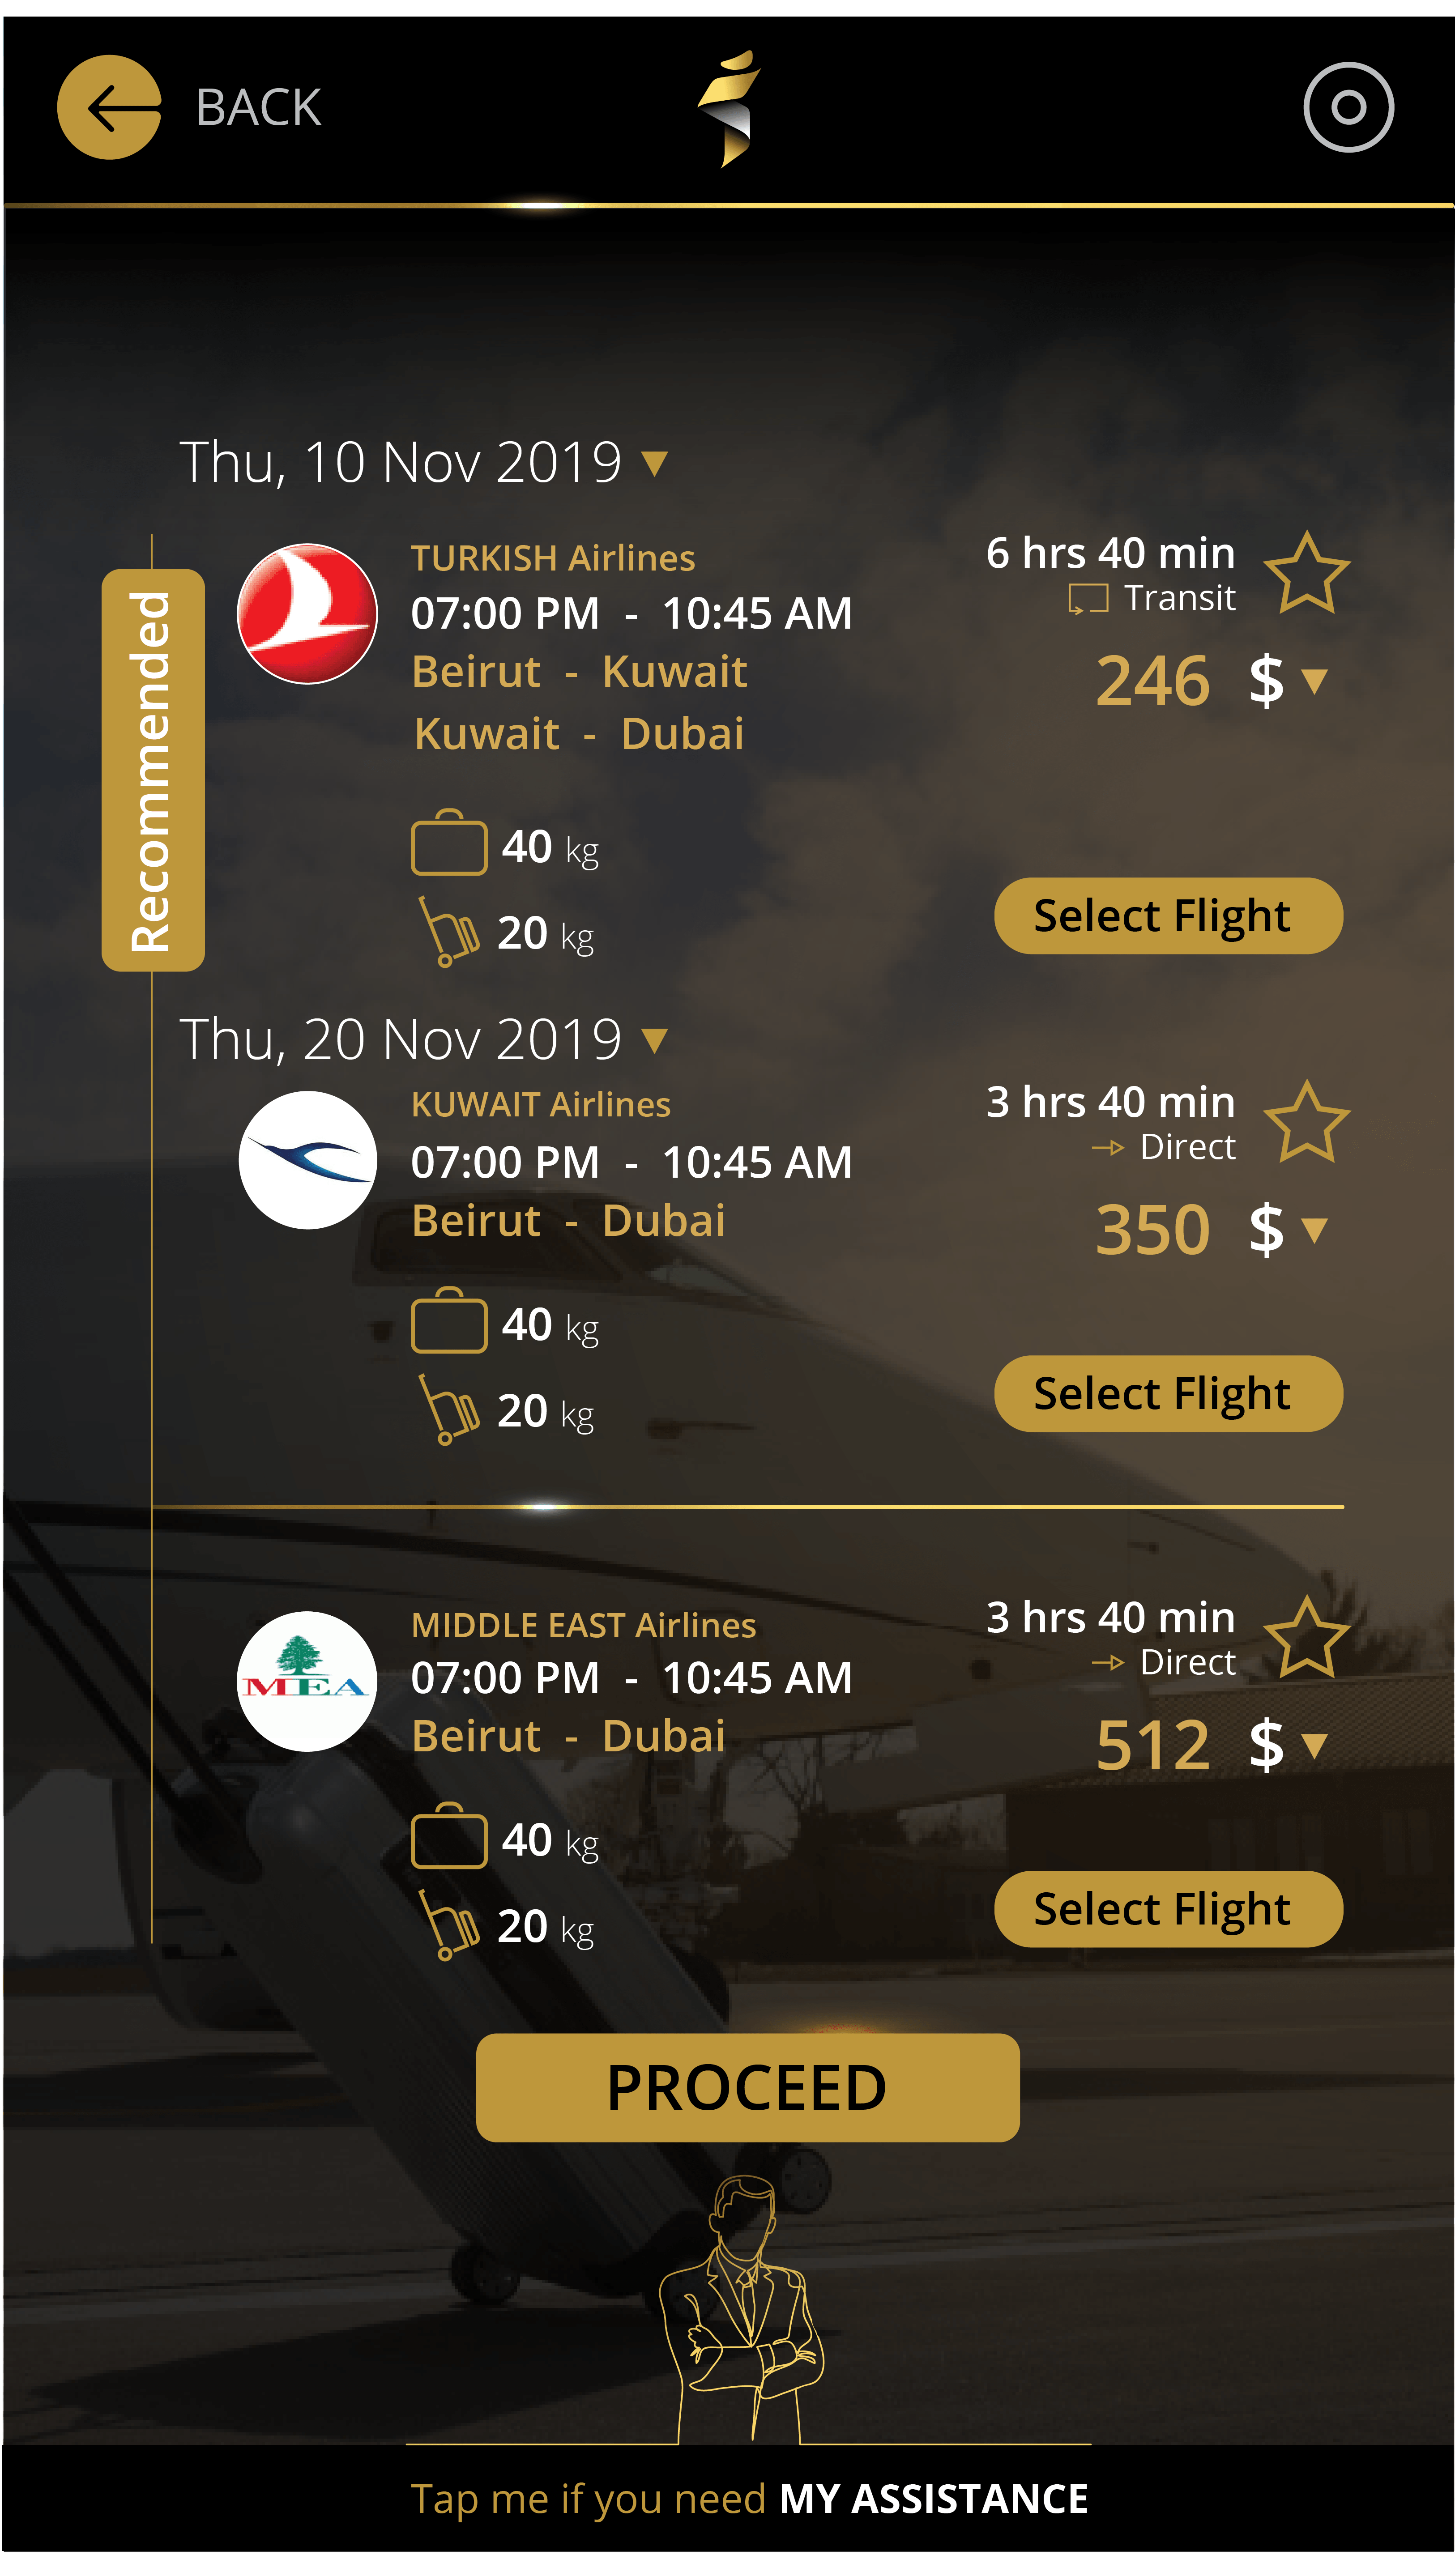 BACK
Thu, 10 Nov 2019
Recommended
TURKISH Airlines
07:00 PM - 10:45 AM
Beirut - Kuwait
Kuwait - Dubai
6 hrs 40 min
Transit
246 $
40 kg
20 kg
Select Flight
Thu, 20 Nov 2019
KUWAIT Airlines
07:00 PM - 10:45 AM
Beirut - Dubai
3 hrs 40 min
Direct
350 $
40 kg
20 kg
Select Flight
MEA
MIDDLE EAST Airlines
07:00 PM - 10:45 AM
Beirut - Dubai
3 hrs 40 min
Direct
512 $
40 kg
20 kg
Select Flight
PROCEED
Tap me if you need MY ASSISTANCE